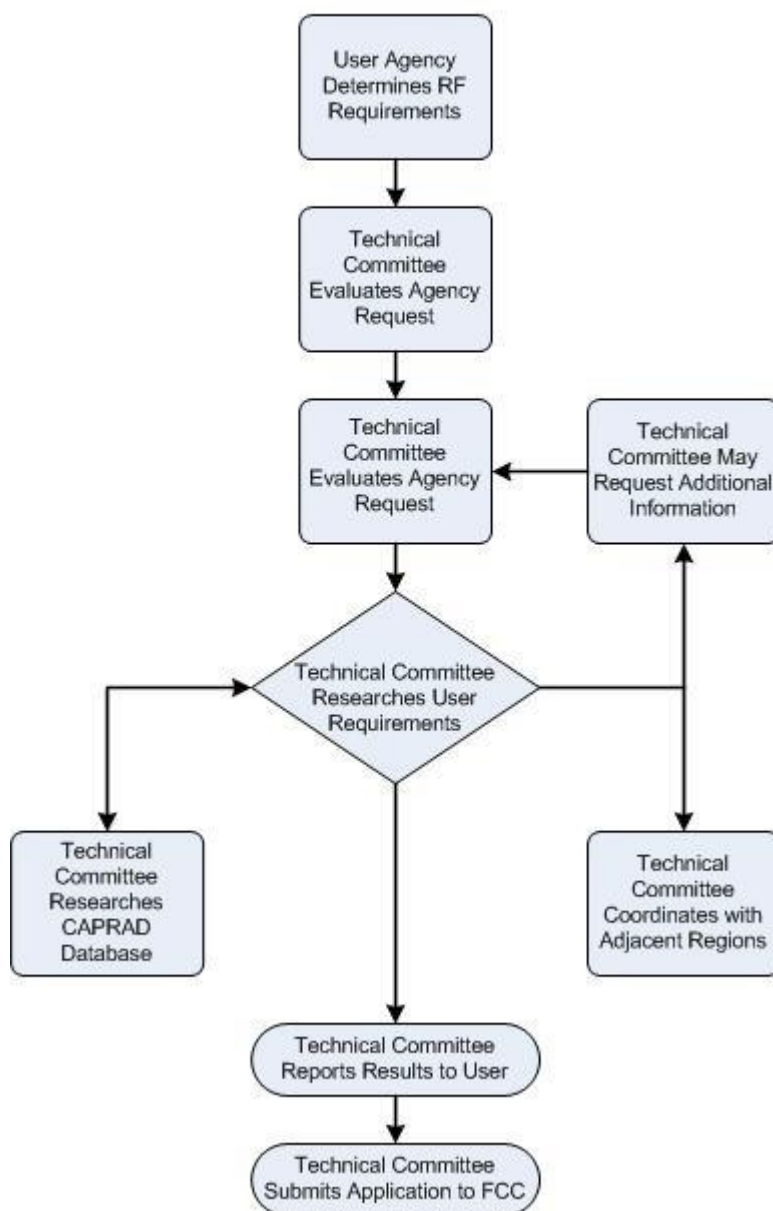 User Agency
Determines RF
Requirements
Technical
Committee
Evaluates Agency
Request
Technical
Committee
Evaluates Agency
Request
Technical
Committee May
Request Additional
Information
Technical Committee
Researches User
Requirements
Technical
Committee
Researches
CAPRAD
Database
Technical
Committee
Coordinates with
Adjacent Regions
Technical Committee
Reports Results to User
Technical Committee
Submits Application to FCC